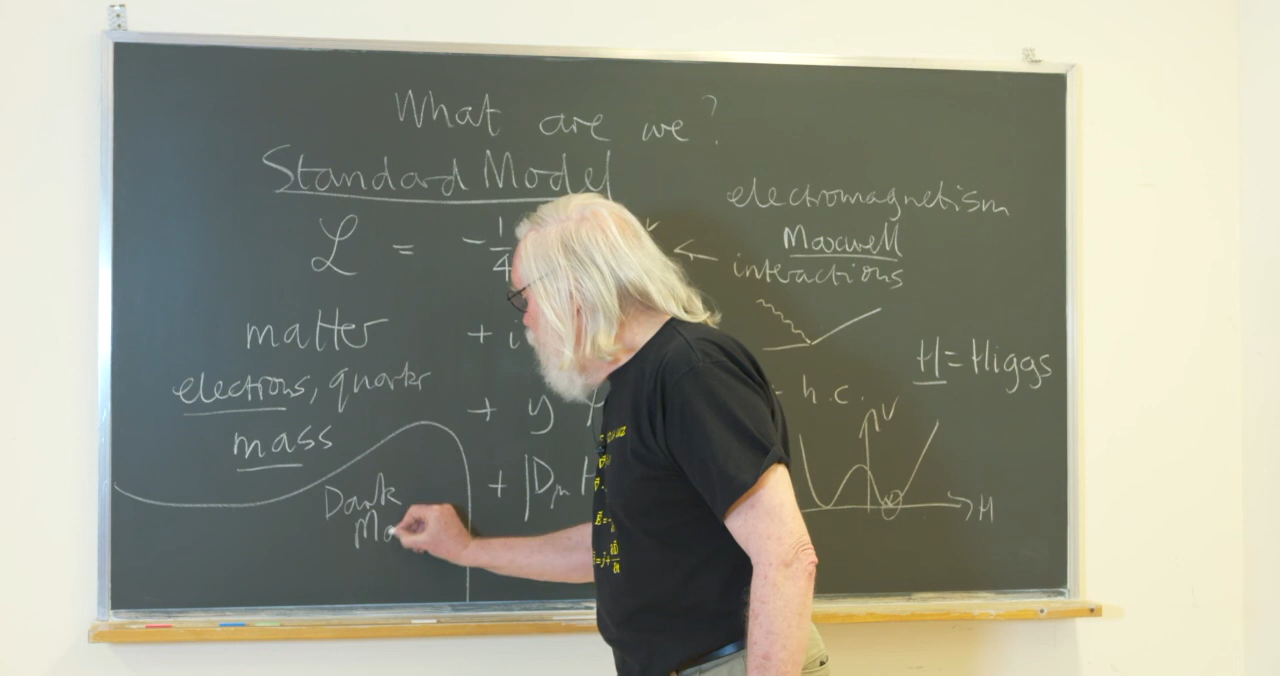 What are we?
Standard Model
L = - 1/4
electromagnetism
Maxwell
interactions
matter
+ i
electrons, quarks
+ y
+ h.c.
H = Higgs
mass
V
+ |Dμ H
H
Dark
Ma